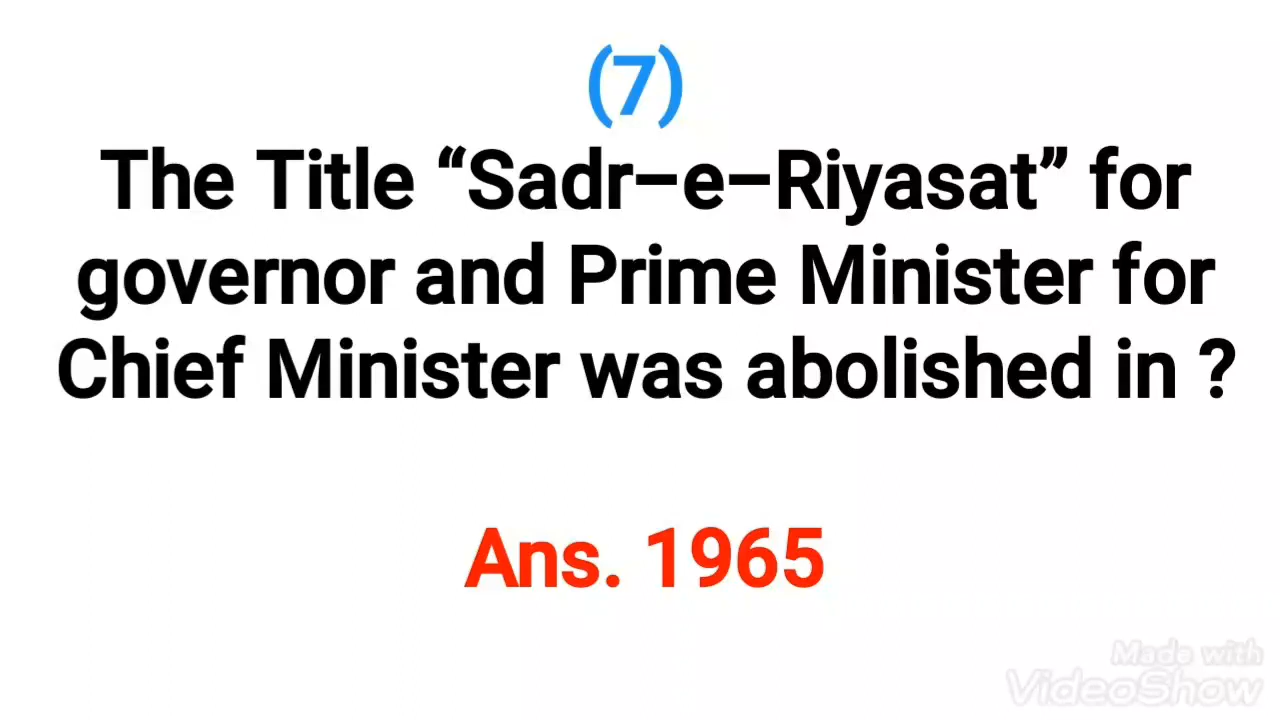 (7)
The Title “Sadr–e–Riyasat” for
governor and Prime Minister for
Chief Minister was abolished in ?
Ans. 1965
Made with
VideoShow